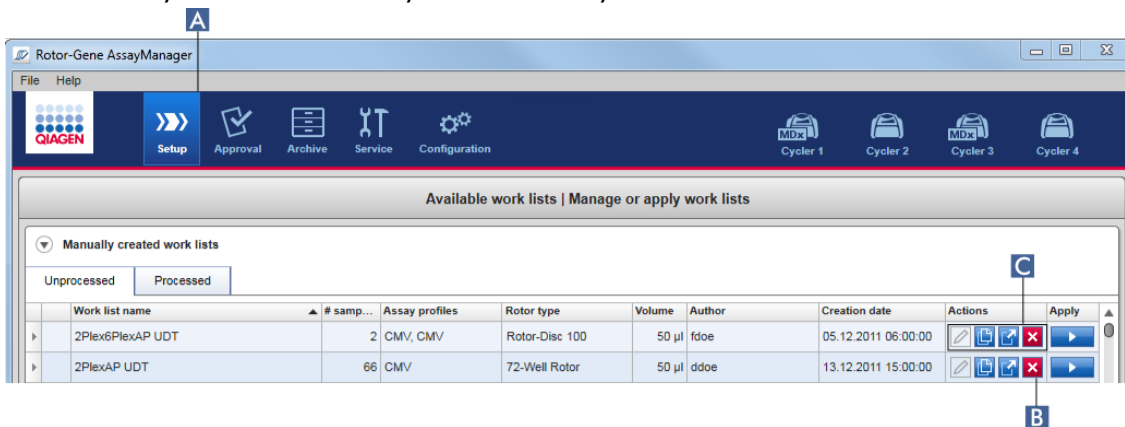 A
Rotor-Gene AssayManager
File Help
QIAGEN
Setup Approval Archive Service Configuration MDx Cycler 1 Cycler 2 MDx Cycler 3 Cycler 4
Available work lists | Manage or apply work lists
Manually created work lists
C
Unprocessed Processed
Work list name # samp... Assay profiles Rotor type Volume Author Creation date Actions Apply
2Plex6PlexAP UDT 2 CMV, CMV Rotor-Disc 100 50 µl fdoe 05.12.2011 06:00:00
2PlexAP UDT 66 CMV 72-Well Rotor 50 µl ddoe 13.12.2011 15:00:00
B